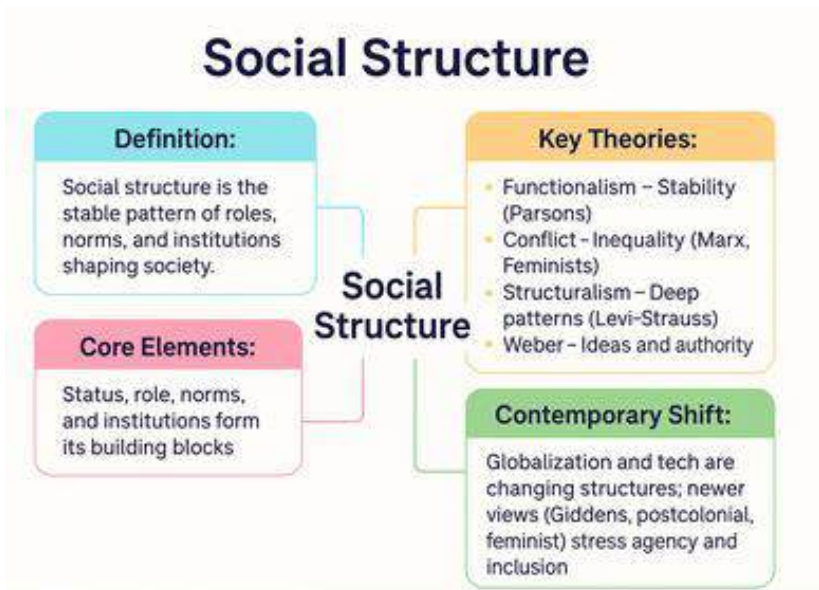 Social Structure
Definition:
Social structure is the
stable pattern of roles,
norms, and institutions
shaping society.
Core Elements:
Status, role, norms,
and institutions form
its building blocks
Social
Structure
Key Theories:
• Functionalism – Stability
(Parsons)
• Conflict - Inequality (Marx,
Feminists)
• Structuralism – Deep
patterns (Levi-Strauss)
• Weber – Ideas and authority
Contemporary Shift:
Globalization and tech are
changing structures; newer
views (Giddens, postcolonial,
feminist) stress agency and
inclusion